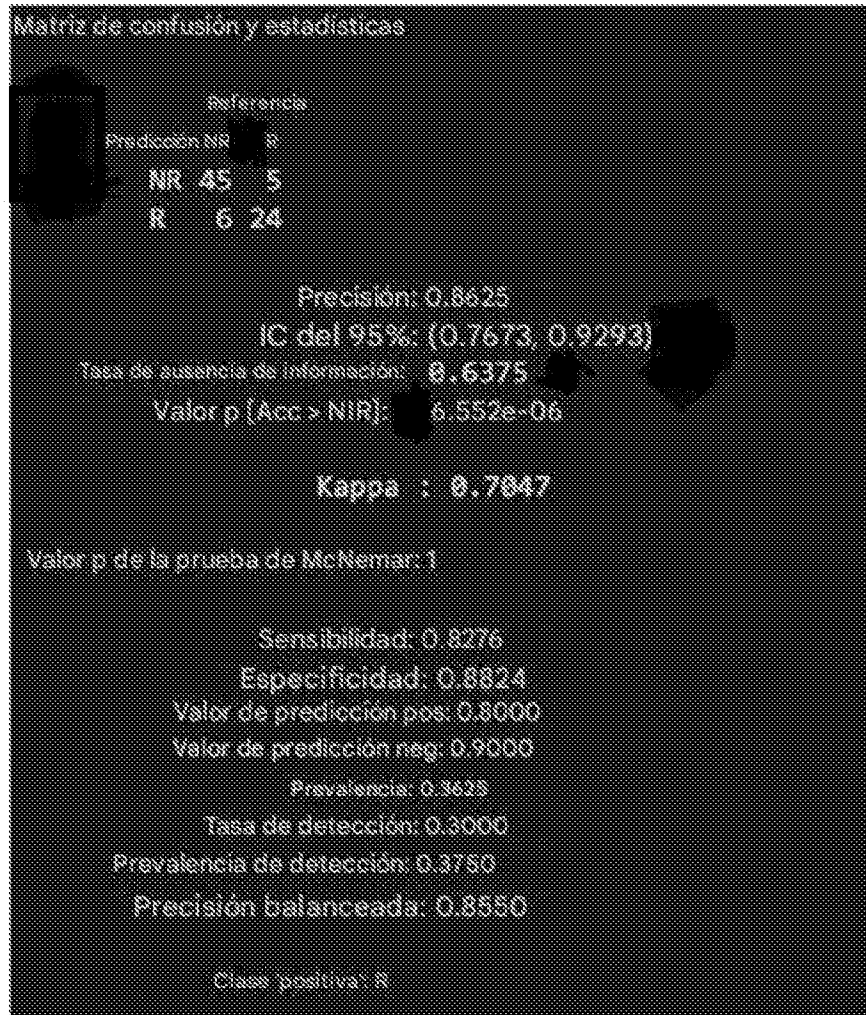 Matriz de confusión y estadísticas
Referencia
Predicción NR R
NR 45 5
R 6 24
Precisión: 0.8625
IC del 95%: (0.7673, 0.9293)
Tasa de ausencia de información: 0.6375
Valor p [Acc > NIR]: 6.552e-06
Kappa : 0.7047
Valor p de la prueba de McNemar: 1
Sensibilidad: 0.8276
Especificidad: 0.8824
Valor de predicción pos: 0.8000
Valor de predicción neg: 0.9000
Prevalencia: 0.3625
Tasa de detección: 0.3000
Prevalencia de detección: 0.3750
Precisión balanceada: 0.8550
Clase 'positiva': R